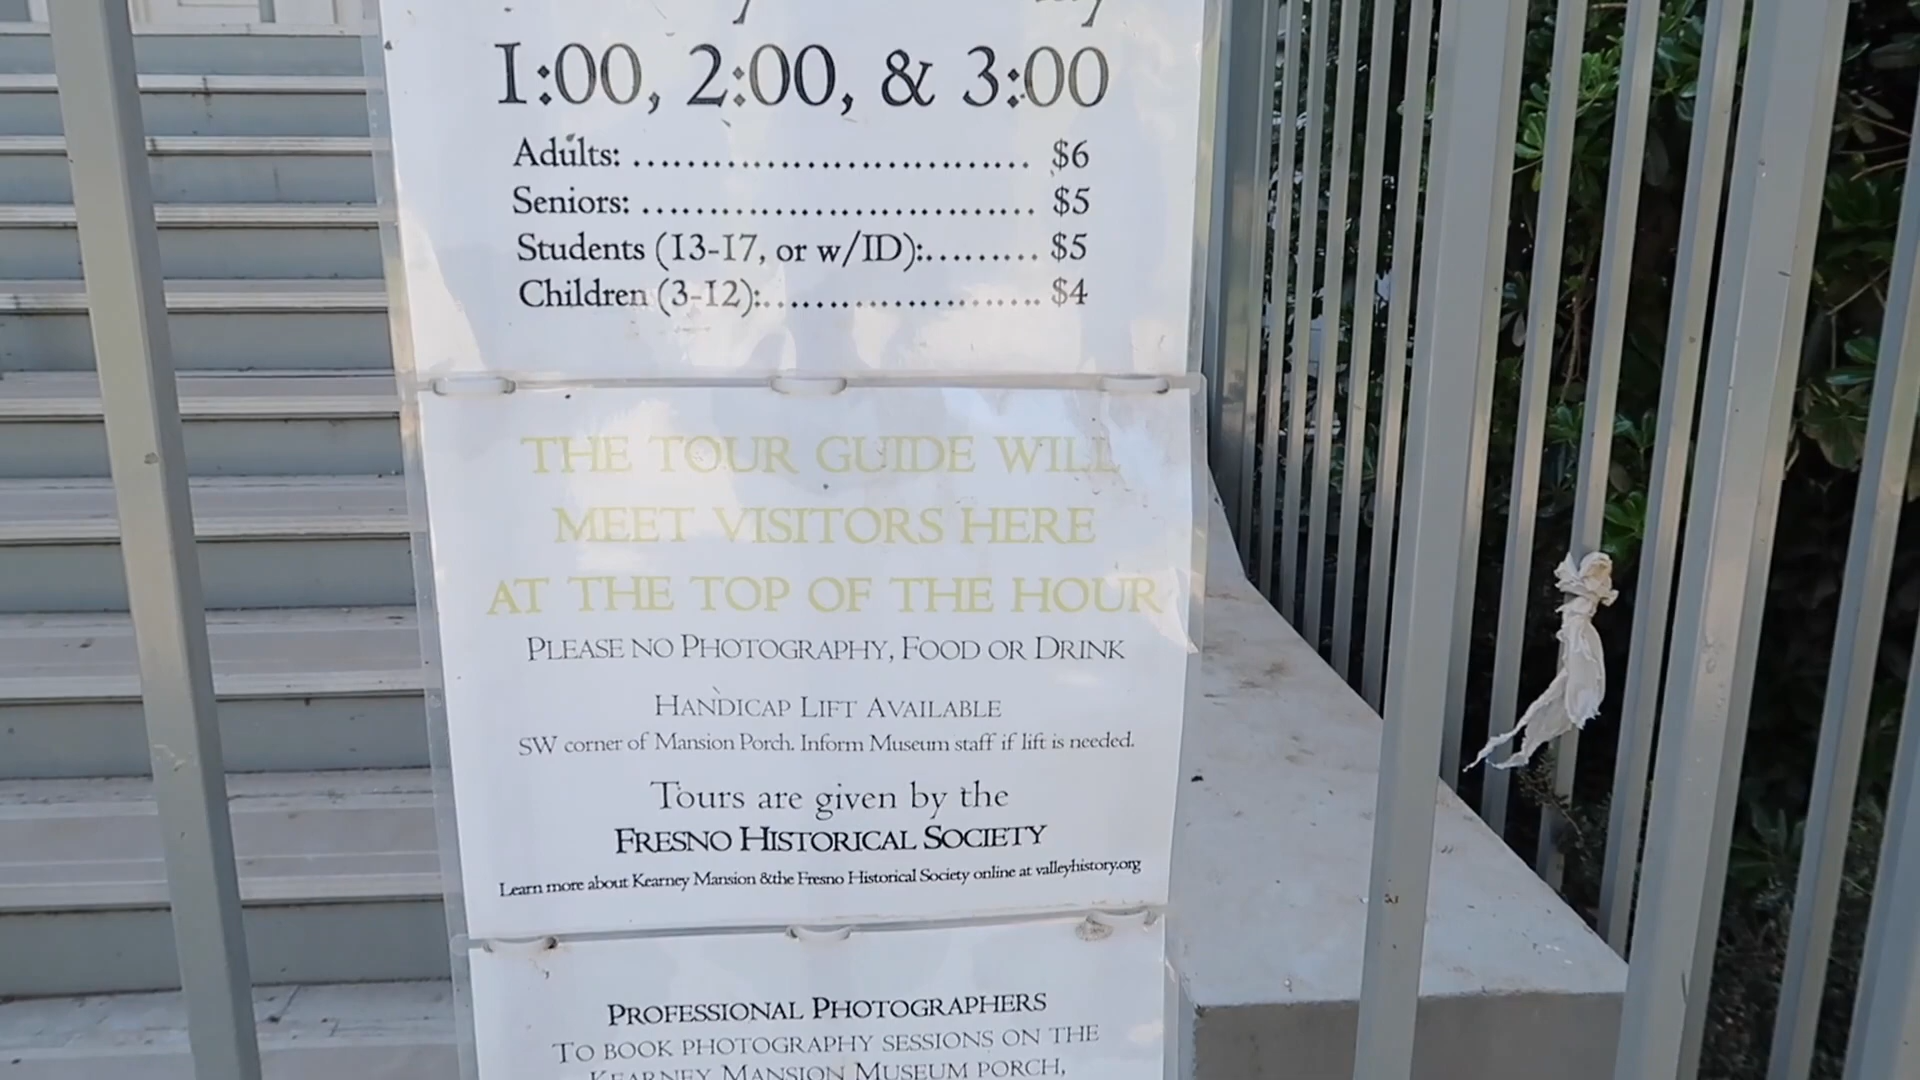 1:00, 2:00, & 3:00
Adults: .............................. $6
Seniors: .............................. $5
Students (13-17, or w/ID):......... $5
Children (3-12):...................... $4
THE TOUR GUIDE WILL
MEET VISITORS HERE
AT THE TOP OF THE HOUR
PLEASE NO PHOTOGRAPHY, FOOD OR DRINK
HANDICAP LIFT AVAILABLE
SW corner of Mansion Porch. Inform Museum staff if lift is needed.
Tours are given by the
FRESNO HISTORICAL SOCIETY
Learn more about Kearney Mansion &the Fresno Historical Society online at valleyhistory.org
PROFESSIONAL PHOTOGRAPHERS
TO BOOK PHOTOGRAPHY SESSIONS ON THE
KEARNEY MANSION MUSEUM PORCH,